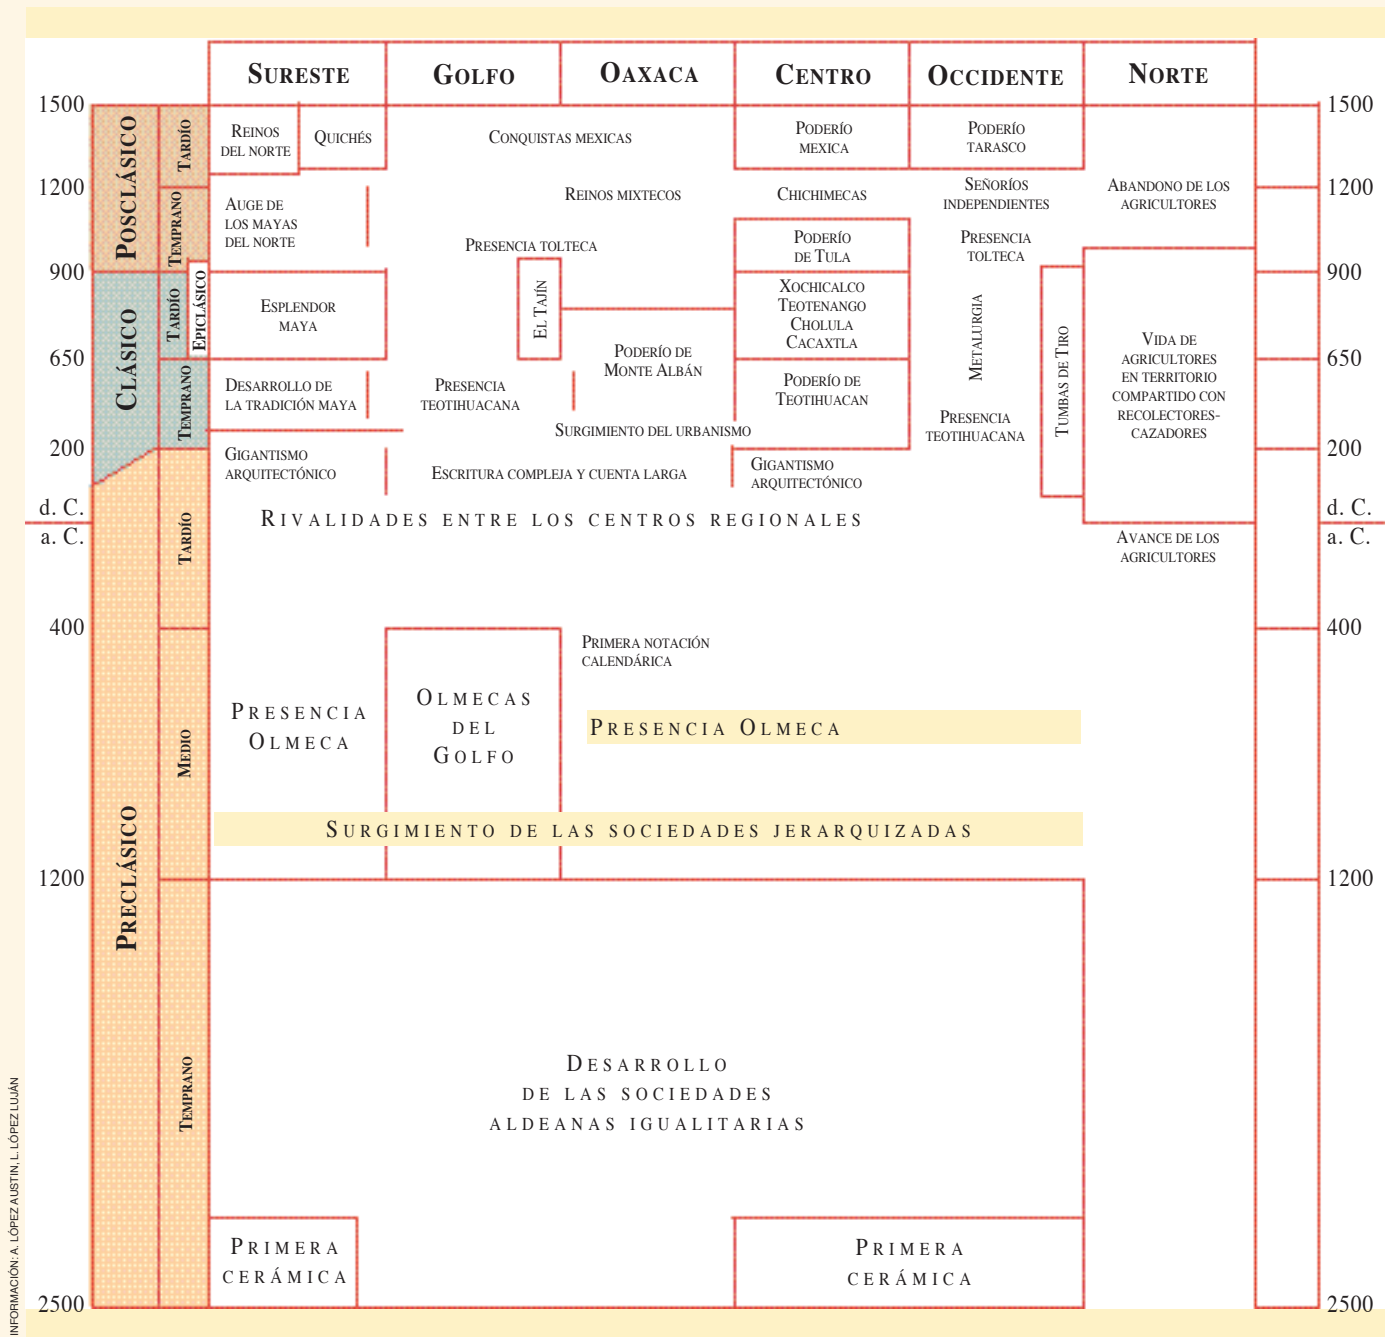 SURESTE
GOLFO
OAXACA
CENTRO
OCCIDENTE
NORTE
1500
1200
900
650
200
d. C.
a. C.
400
1200
2500
POSCLÁSICO
CLÁSICO
PRECLÁSICO
TARDÍO
TEMPRANO
TARDÍO
EPICLÁSICO
TEMPRANO
TARDÍO
MEDIO
TEMPRANO
REINOS
DEL NORTE
QUICHÉS
CONQUISTAS MEXICAS
PODERÍO
MEXICA
PODERÍO
TARASCO
AUGE DE
LOS MAYAS
DEL NORTE
REINOS MIXTECOS
CHICHIMECAS
SEÑORÍOS
INDEPENDIENTES
ABANDONO DE LOS
AGRICULTORES
PRESENCIA TOLTECA
PODERÍO
DE TULA
PRESENCIA
TOLTECA
ESPLENDOR
MAYA
EL TAJÍN
PODERÍO DE
MONTE ALBÁN
XOCHICALCO
TEOTENANGO
CHOLULA
CACAXTLA
METALURGIA
TUMBAS DE TIRO
VIDA DE
AGRICULTORES
EN TERRITORIO
COMPARTIDO CON
RECOLECTORES-
CAZADORES
DESARROLLO DE
LA TRADICIÓN MAYA
PRESENCIA
TEOTIHUACANA
PODERÍO DE
TEOTIHUACAN
PRESENCIA
TEOTIHUACANA
SURGIMIENTO DEL URBANISMO
GIGANTISMO
ARQUITECTÓNICO
ESCRITURA COMPLEJA Y CUENTA LARGA
GIGANTISMO
ARQUITECTÓNICO
RIVALIDADES ENTRE LOS CENTROS REGIONALES
AVANCE DE LOS
AGRICULTORES
PRIMERA NOTACIÓN
CALENDÁRICA
PRESENCIA
OLMECA
OLMECAS
DEL
GOLFO
PRESENCIA OLMECA
SURGIMIENTO DE LAS SOCIEDADES JERARQUIZADAS
DESARROLLO
DE LAS SOCIEDADES
ALDEANAS IGUALITARIAS
PRIMERA
CERÁMICA
PRIMERA
CERÁMICA
1500
1200
900
650
200
d. C.
a. C.
400
1200
2500
INFORMACIÓN: A. LÓPEZ AUSTIN, L. LÓPEZ LUJÁN